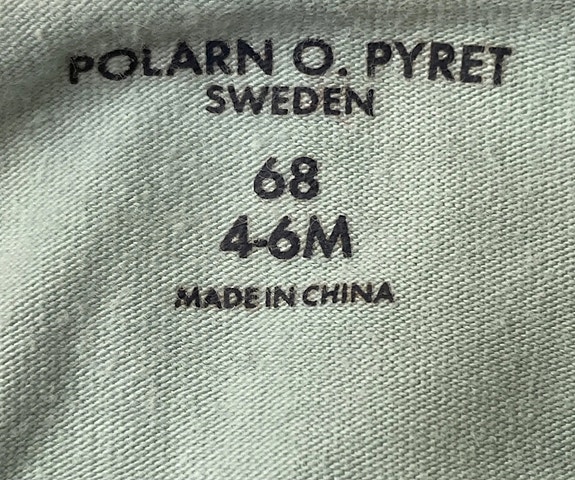 POLARN O. PYRET
SWEDEN
68
4-6M
MADE IN CHINA